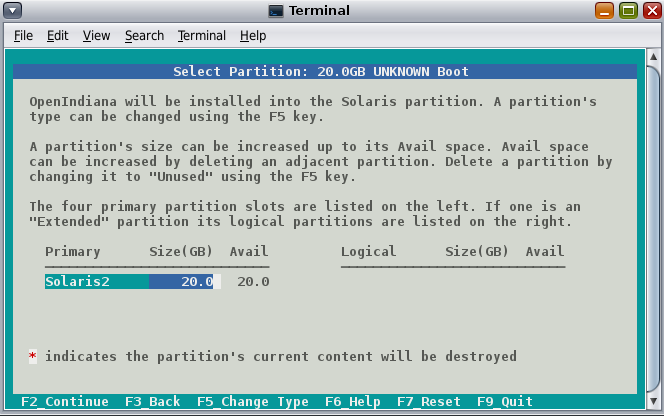 Terminal
File Edit View Search Terminal Help
Select Partition: 20.0GB UNKNOWN Boot
OpenIndiana will be installed into the Solaris partition. A partition's
type can be changed using the F5 key.
A partition's size can be increased up to its Avail space. Avail space
can be increased by deleting an adjacent partition. Delete a partition by
changing it to "Unused" using the F5 key.
The four primary partition slots are listed on the left. If one is an
"Extended" partition its logical partitions are listed on the right.
Primary Size(GB) Avail Logical Size(GB) Avail
Solaris2 20.0 20.0
* indicates the partition's current content will be destroyed
F2_Continue F3_Back F5_Change Type F6_Help F7_Reset F9_Quit